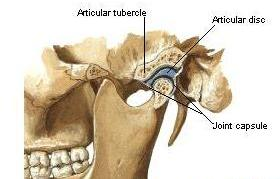 Articular tubercle
Articular disc
Joint capsule